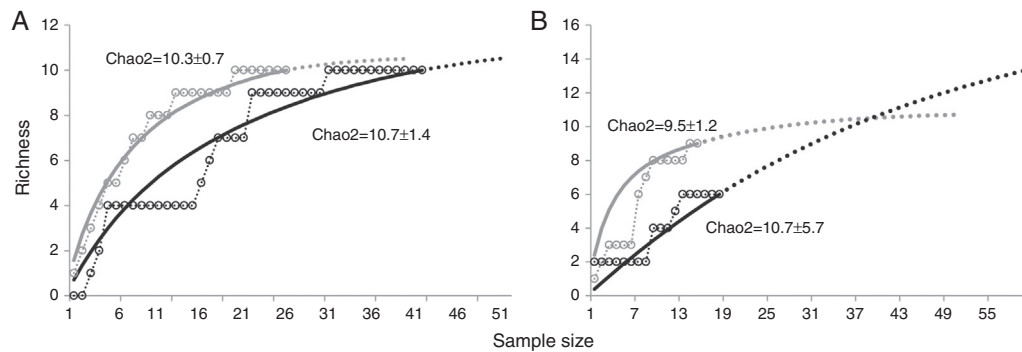 A
Richness
12
10
8
6
4
2
0
1 6 11 16 21 26 31 36 41 46 51
Chao2=10.3±0.7
Chao2=10.7±1.4
B
16
14
12
10
8
6
4
2
0
1 7 13 19 25 31 37 43 49 55
Chao2=9.5±1.2
Chao2=10.7±5.7
Sample size